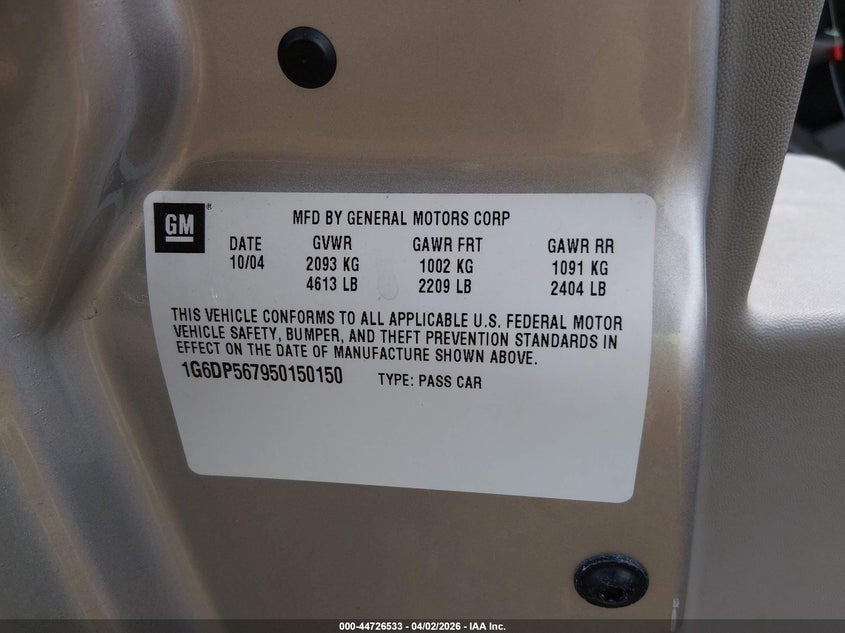 GM
®
MFD BY GENERAL MOTORS CORP
DATE GVWR GAWR FRT GAWR RR
10/04 2093 KG 1002 KG 1091 KG
4613 LB 2209 LB 2404 LB
THIS VEHICLE CONFORMS TO ALL APPLICABLE U.S. FEDERAL MOTOR
VEHICLE SAFETY, BUMPER, AND THEFT PREVENTION STANDARDS IN
EFFECT ON THE DATE OF MANUFACTURE SHOWN ABOVE.
1G6DP567950150150 TYPE: PASS CAR
000-44726533 - 04/02/2026 - IAA Inc.